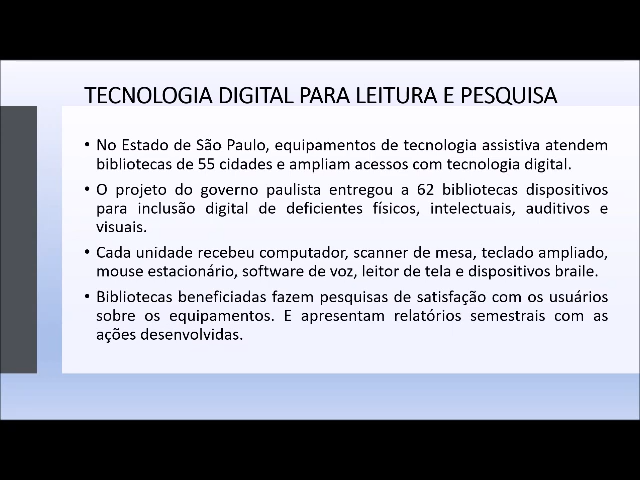 TECNOLOGIA DIGITAL PARA LEITURA E PESQUISA
• No Estado de São Paulo, equipamentos de tecnologia assistiva atendem
bibliotecas de 55 cidades e ampliam acessos com tecnologia digital.
• O projeto do governo paulista entregou a 62 bibliotecas dispositivos
para inclusão digital de deficientes físicos, intelectuais, auditivos e
visuais.
• Cada unidade recebeu computador, scanner de mesa, teclado ampliado,
mouse estacionário, software de voz, leitor de tela e dispositivos braile.
• Bibliotecas beneficiadas fazem pesquisas de satisfação com os usuários
sobre os equipamentos. E apresentam relatórios semestrais com as
ações desenvolvidas.